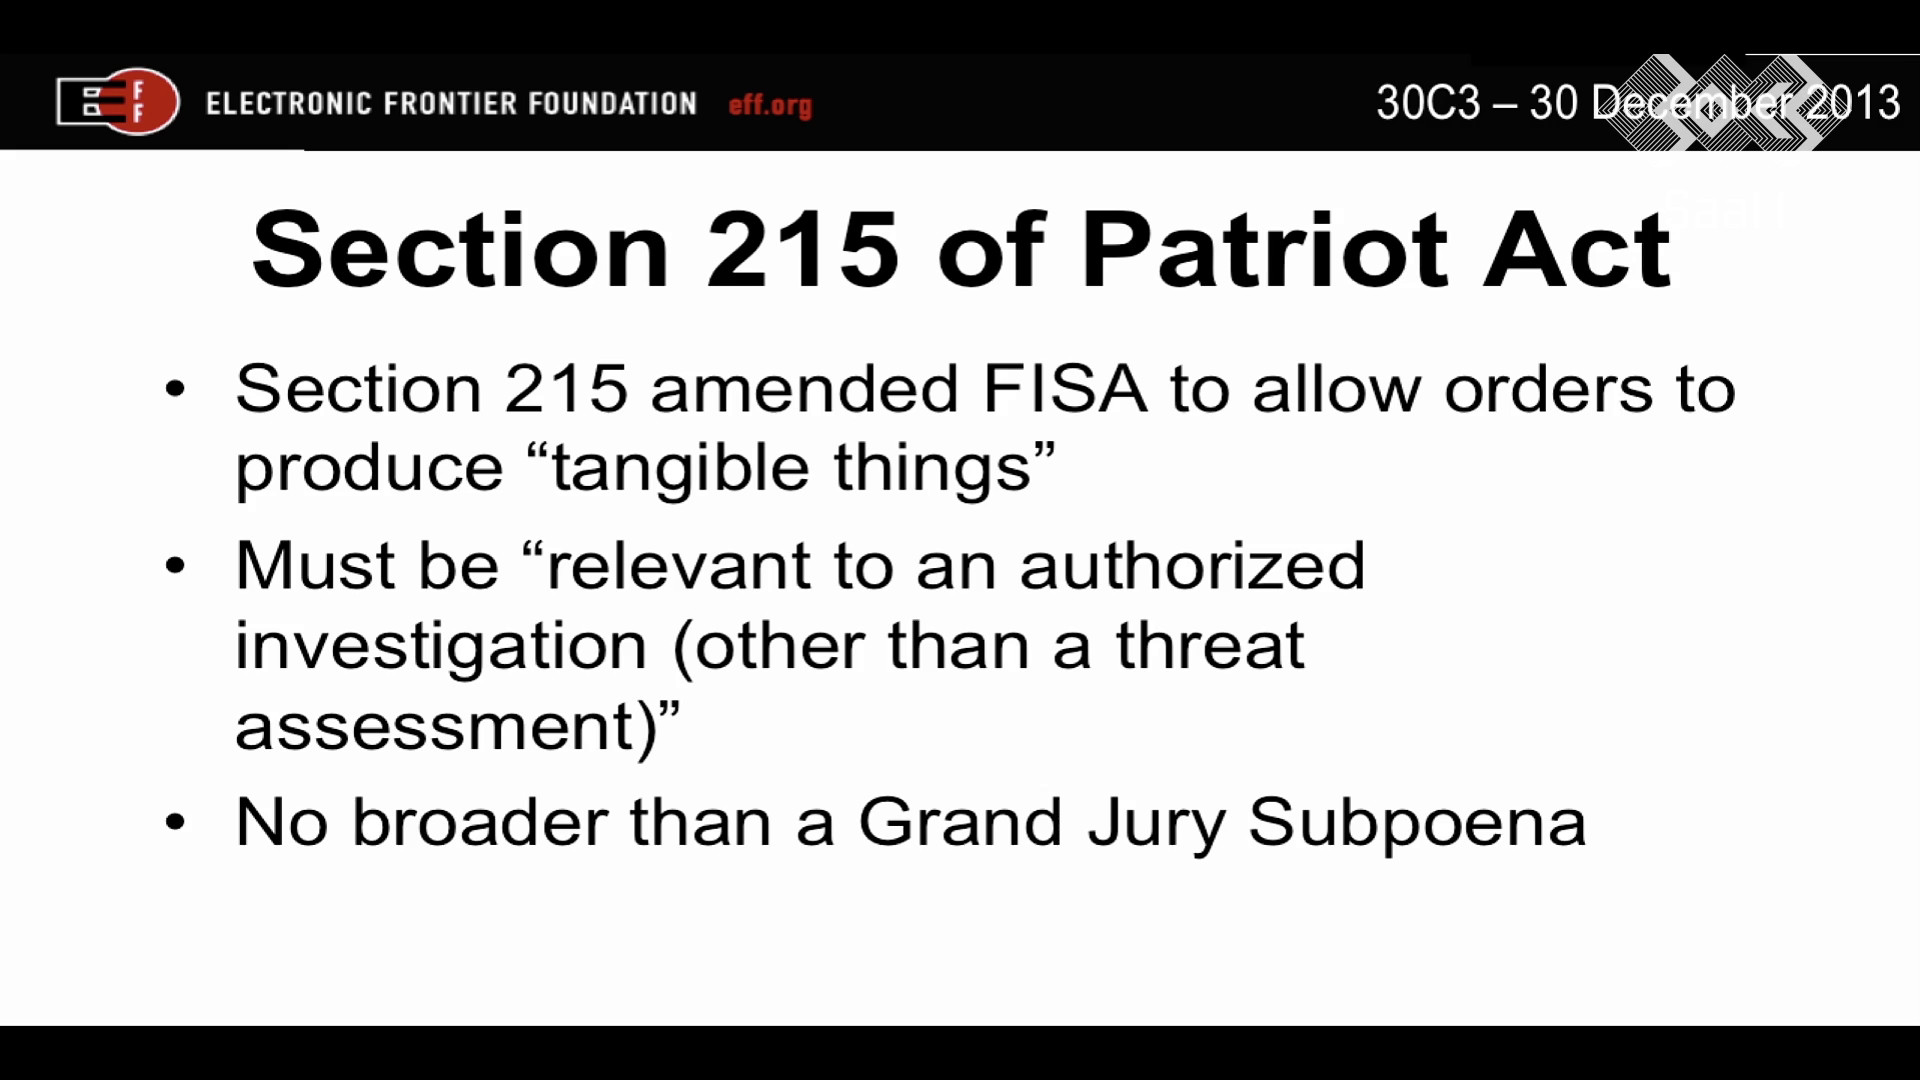 E F F ELECTRONIC FRONTIER FOUNDATION eff.org
30C3 – 30 December 2013
Section 215 of Patriot Act
• Section 215 amended FISA to allow orders to
produce “tangible things”
• Must be “relevant to an authorized
investigation (other than a threat
assessment)”
• No broader than a Grand Jury Subpoena